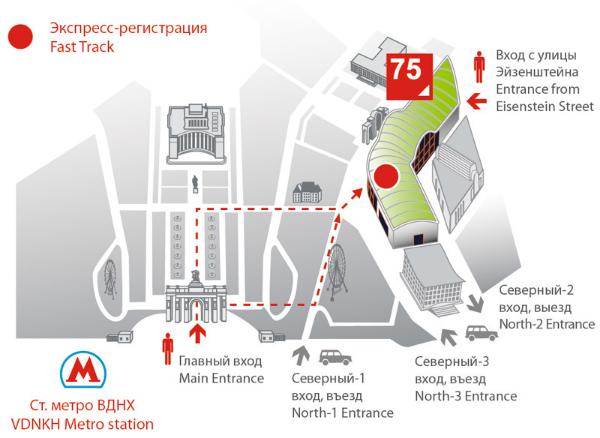 Экспресс-регистрация
Fast Track
75
Вход с улицы
Эйзенштейна
Entrance from
Eisenstein Street
Северный-2
вход, выезд
North-2 Entrance
Главный вход
Main Entrance
Северный-1
вход, въезд
North-1 Entrance
Северный-3
вход, въезд
North-3 Entrance
М
Ст. метро ВДНХ
VDNKH Metro station